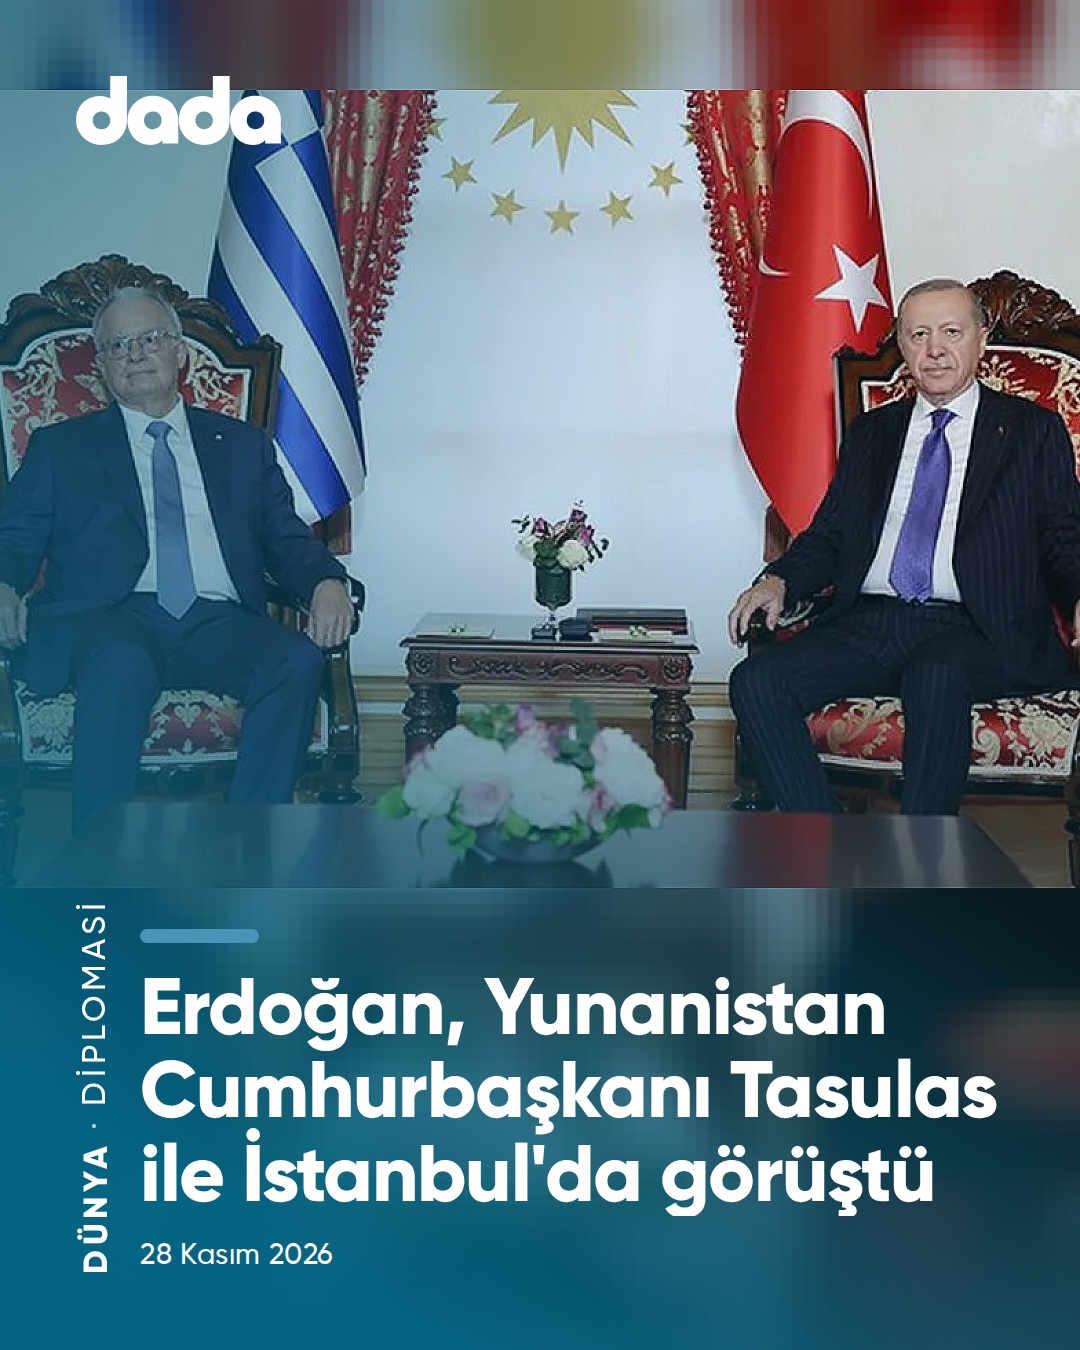 dada
DÜNYA · DİPLOMASİ
Erdoğan, Yunanistan
Cumhurbaşkanı Tasulas
ile İstanbul'da görüştü
28 Kasım 2026